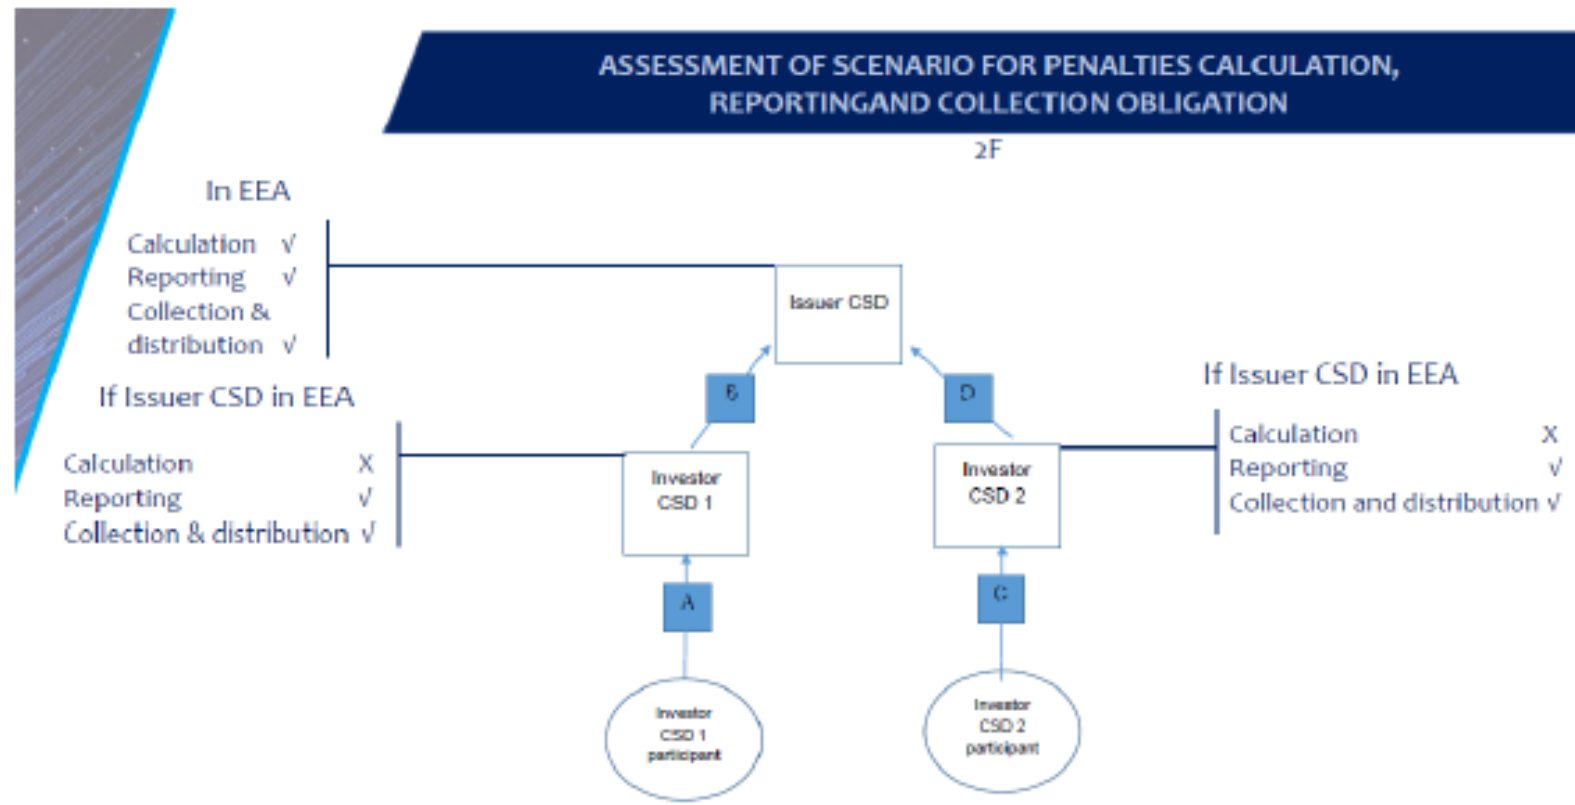 ASSESSMENT OF SCENARIO FOR PENALTIES CALCULATION,
REPORTINGAND COLLECTION OBLIGATION
2F
In EEA
Calculation √
Reporting √
Collection &
distribution √
Issuer CSD
If Issuer CSD in EEA
Calculation X
Reporting √
Collection & distribution √
B
D
If Issuer CSD in EEA
Calculation X
Reporting √
Collection and distribution √
Investor
CSD 1
Investor
CSD 2
A
C
Investor
CSD 1
participant
Investor
CSD 2
participant